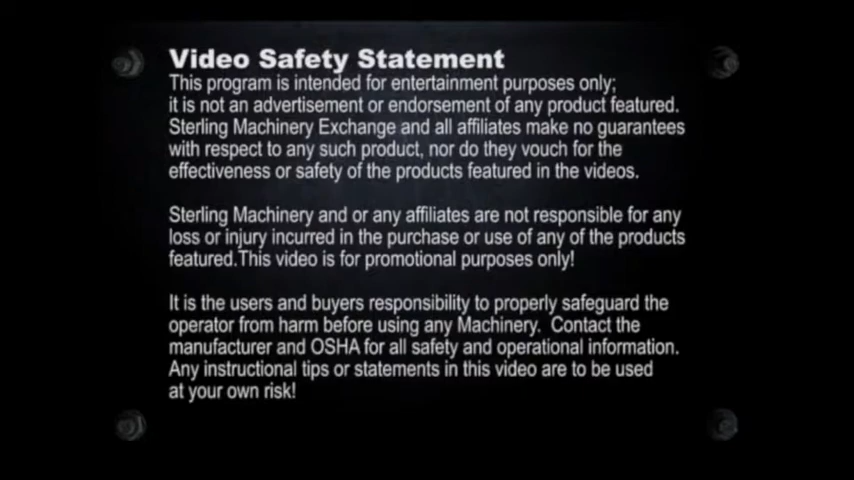 Video Safety Statement
This program is intended for entertainment purposes only;
it is not an advertisement or endorsement of any product featured.
Sterling Machinery Exchange and all affiliates make no guarantees
with respect to any such product, nor do they vouch for the
effectiveness or safety of the products featured in the videos.
Sterling Machinery and or any affiliates are not responsible for any
loss or injury incurred in the purchase or use of any of the products
featured.This video is for promotional purposes only!
It is the users and buyers responsibility to properly safeguard the
operator from harm before using any Machinery.  Contact the
manufacturer and OSHA for all safety and operational information.
Any instructional tips or statements in this video are to be used
at your own risk!